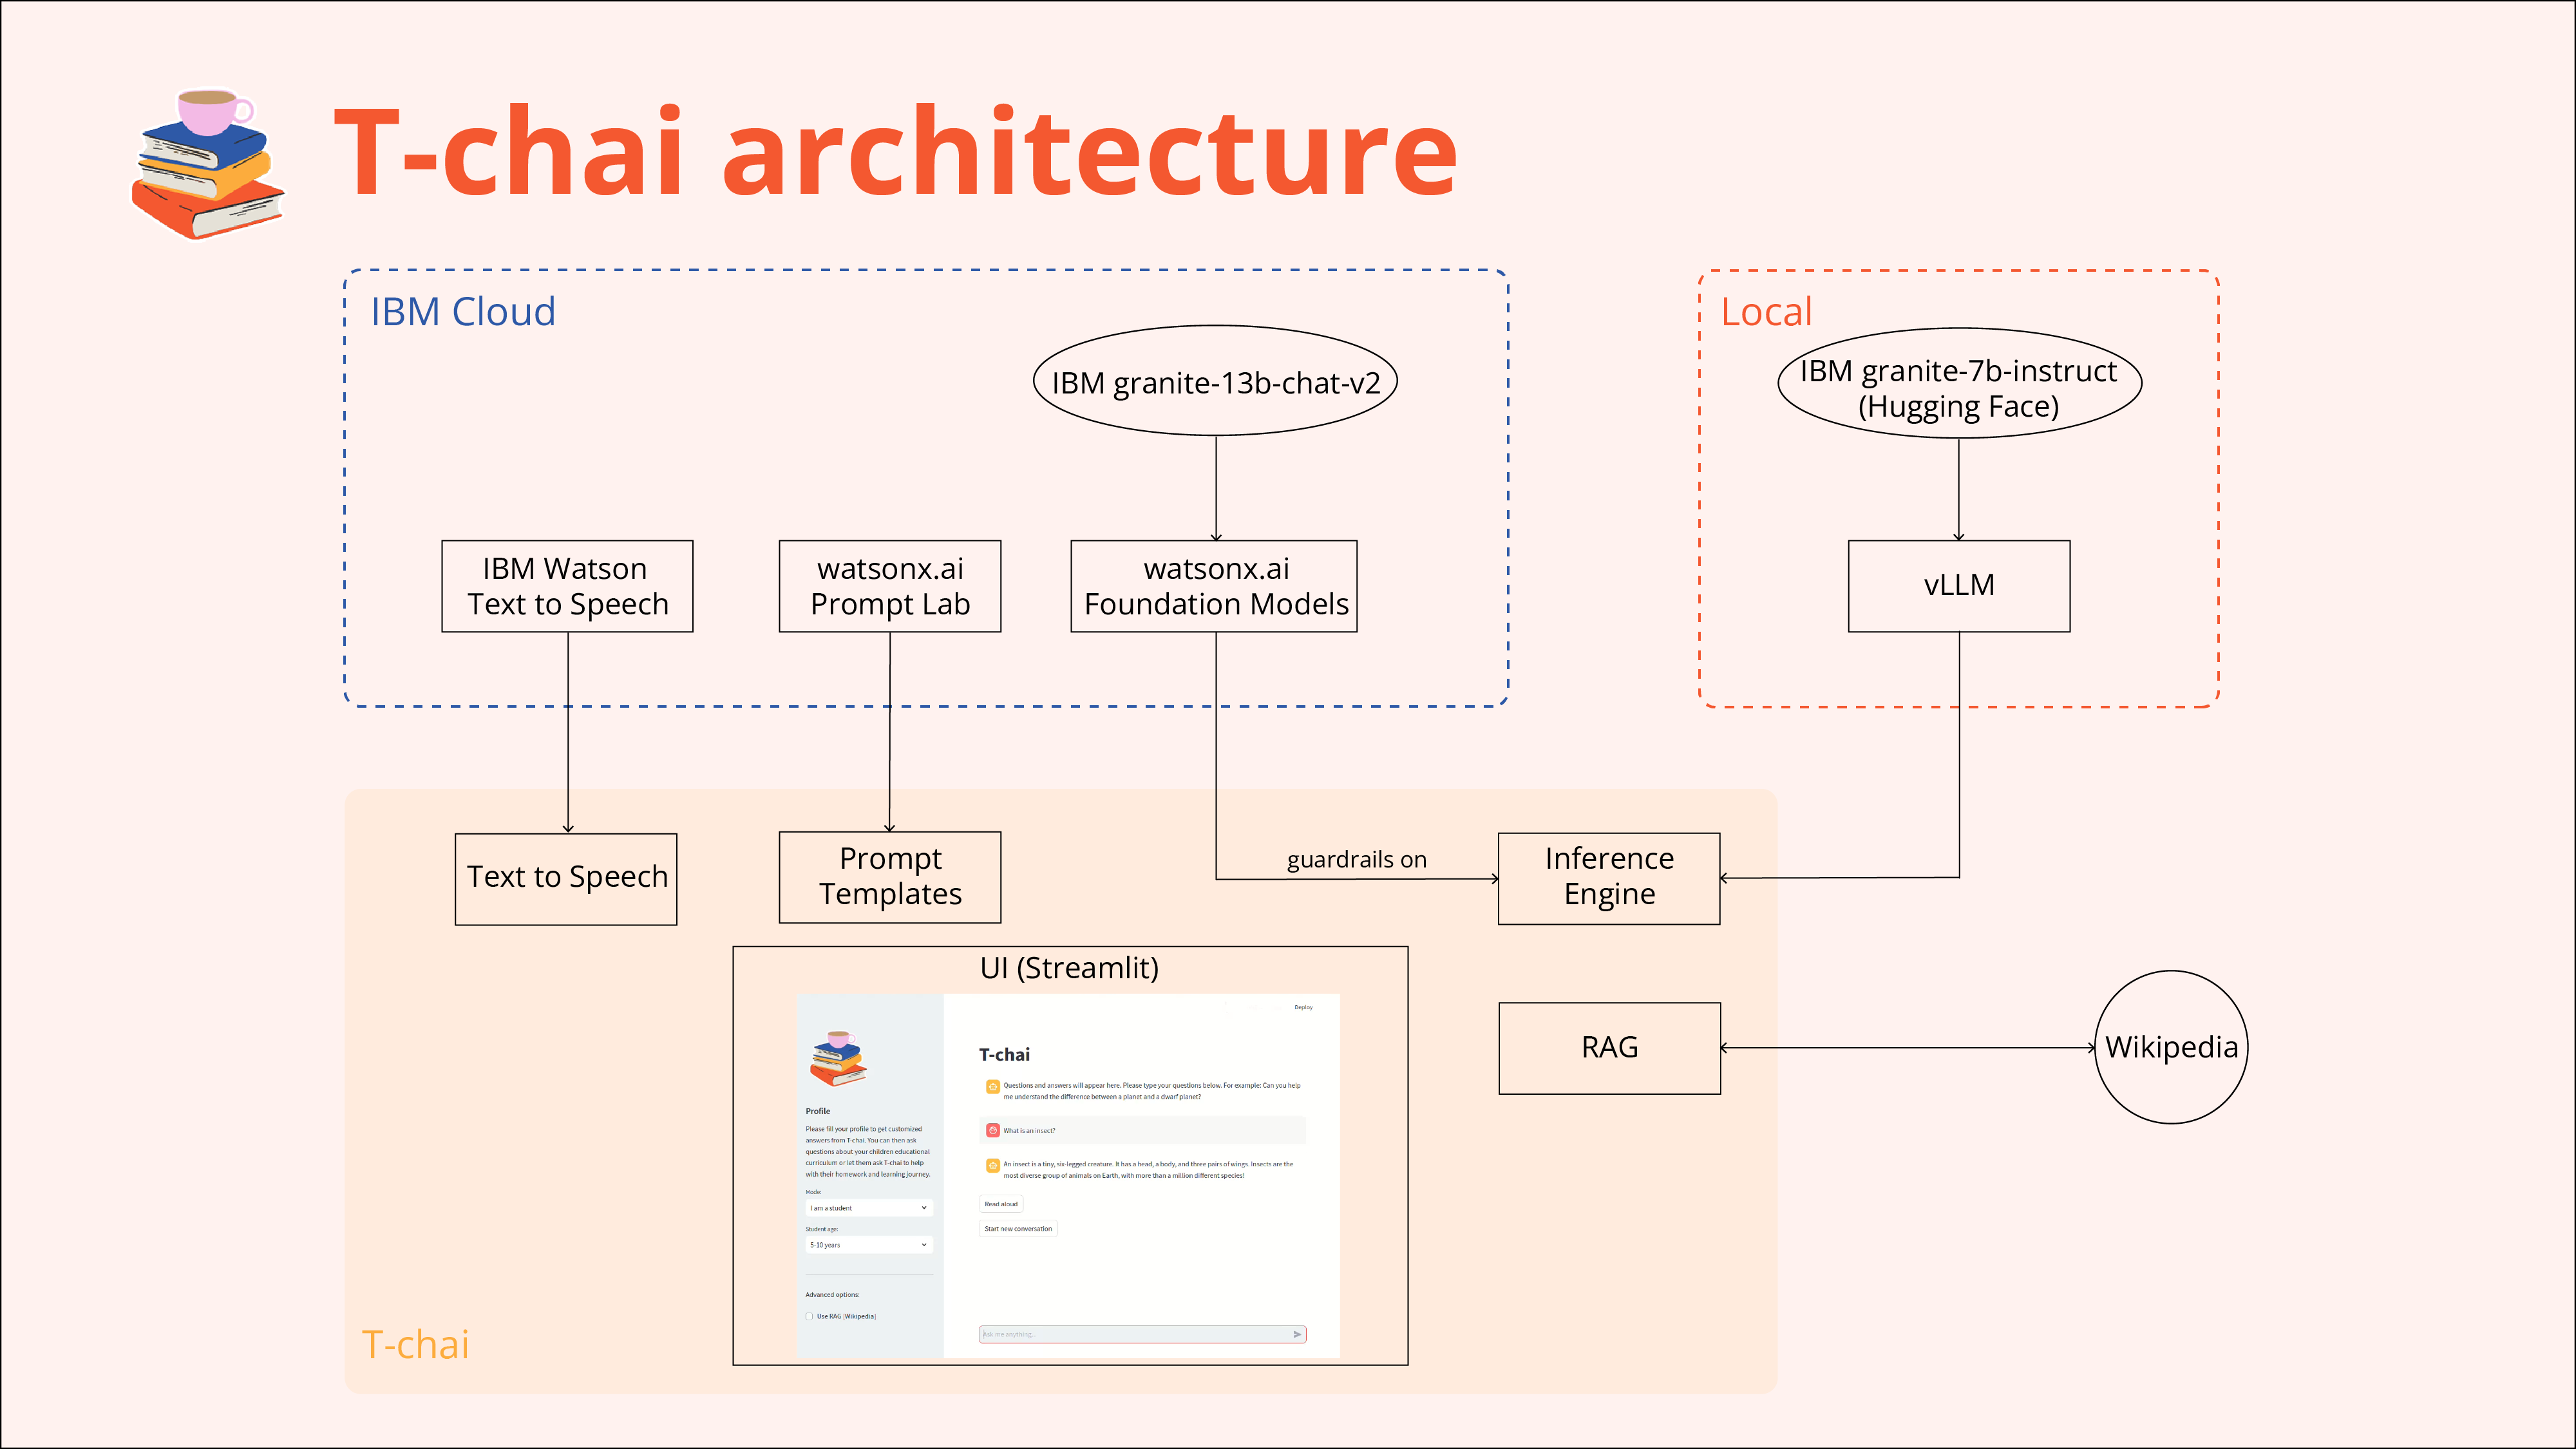 T-chai architecture
IBM Cloud
IBM granite-13b-chat-v2
IBM Watson
Text to Speech
watsonx.ai
Prompt Lab
watsonx.ai
Foundation Models
Local
IBM granite-7b-instruct
(Hugging Face)
vLLM
Text to Speech
Prompt
Templates
guardrails on
Inference
Engine
UI (Streamlit)
Profile
Please fill your profile to get customized
answers from T-chai. You can then ask
questions about your children educational
curriculum or let them ask T-chai to help
with their homework and learning journey.
Mode:
I am a student
Student age:
5-10 years
Advanced options:
Use RAG (Wikipedia)
Deploy
T-chai
Questions and answers will appear here. Please type your questions below. For example: Can you help
me understand the difference between a planet and a dwarf planet?
What is an insect?
An insect is a tiny, six-legged creature. It has a head, a body, and three pairs of wings. Insects are the
most diverse group of animals on Earth, with more than a million different species!
Read aloud
Start new conversation
Ask me anything...
RAG
Wikipedia
T-chai